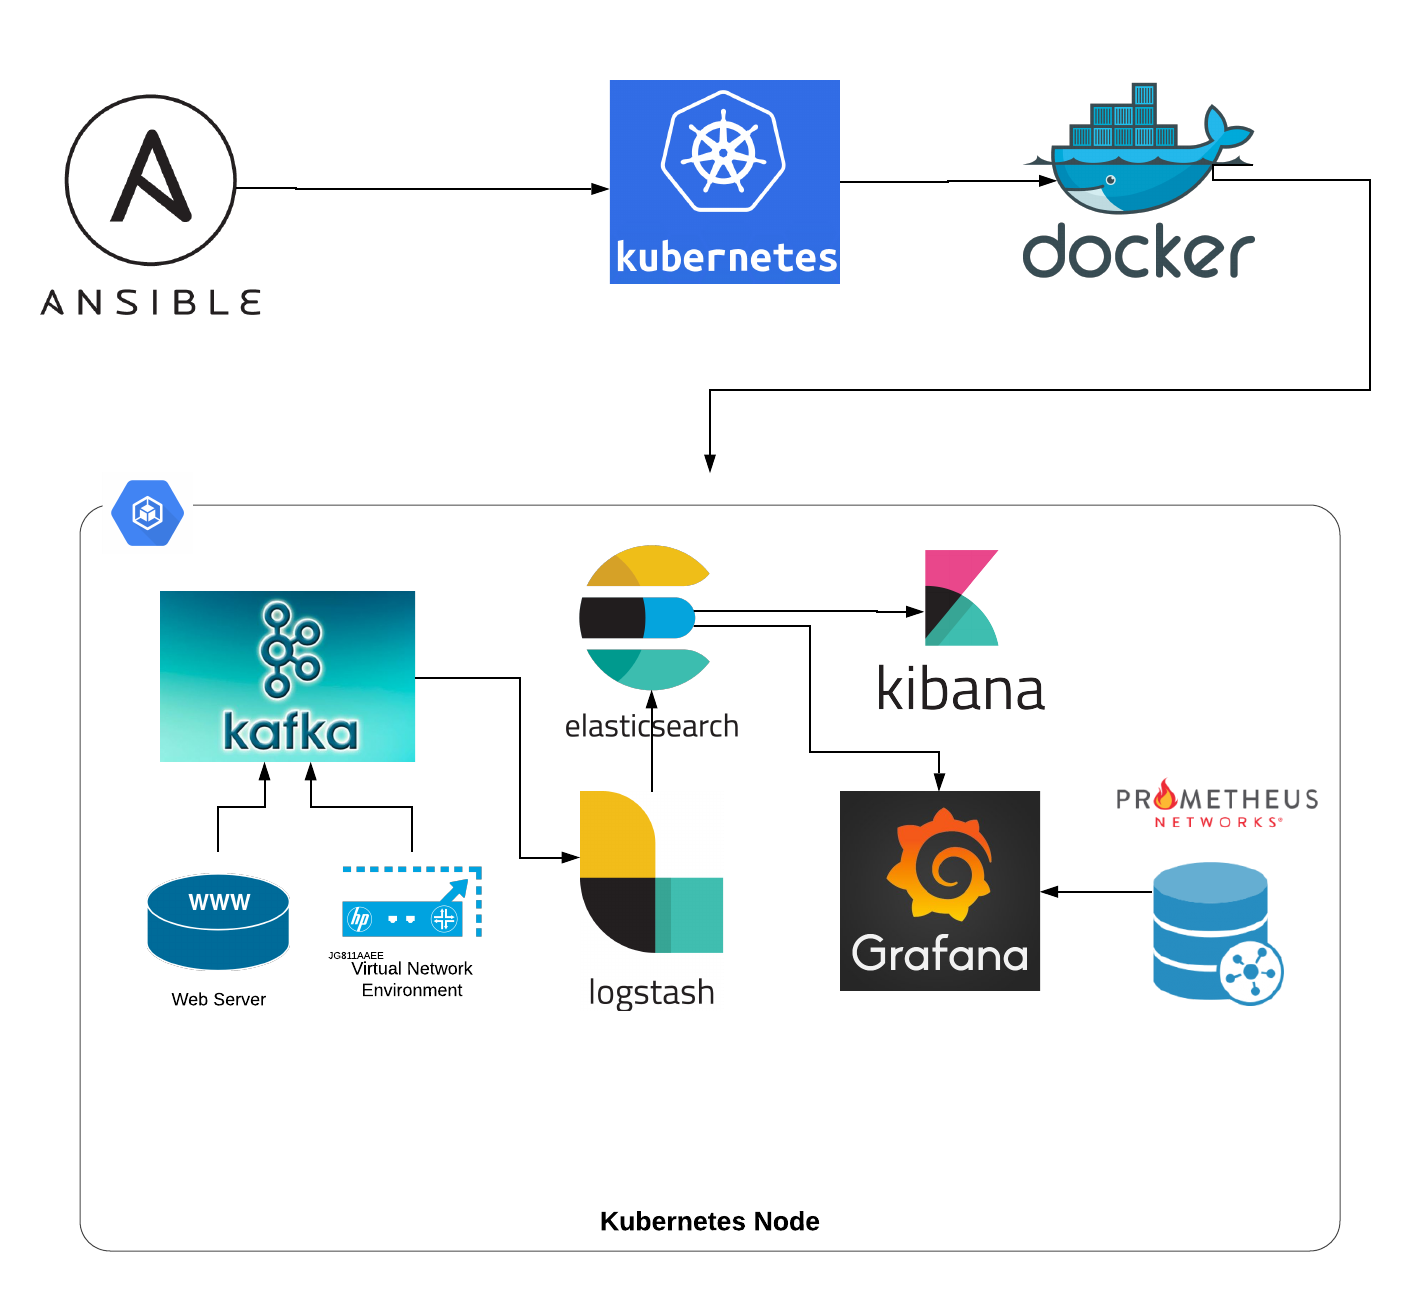 ANSIBLE
kubernetes
docker
kafka
elasticsearch
kibana
PROMETHEUS
NETWORKS®
WWW
hp
JG811AAEE
Virtual Network
Environment
Web Server
logstash
Grafana
Kubernetes Node